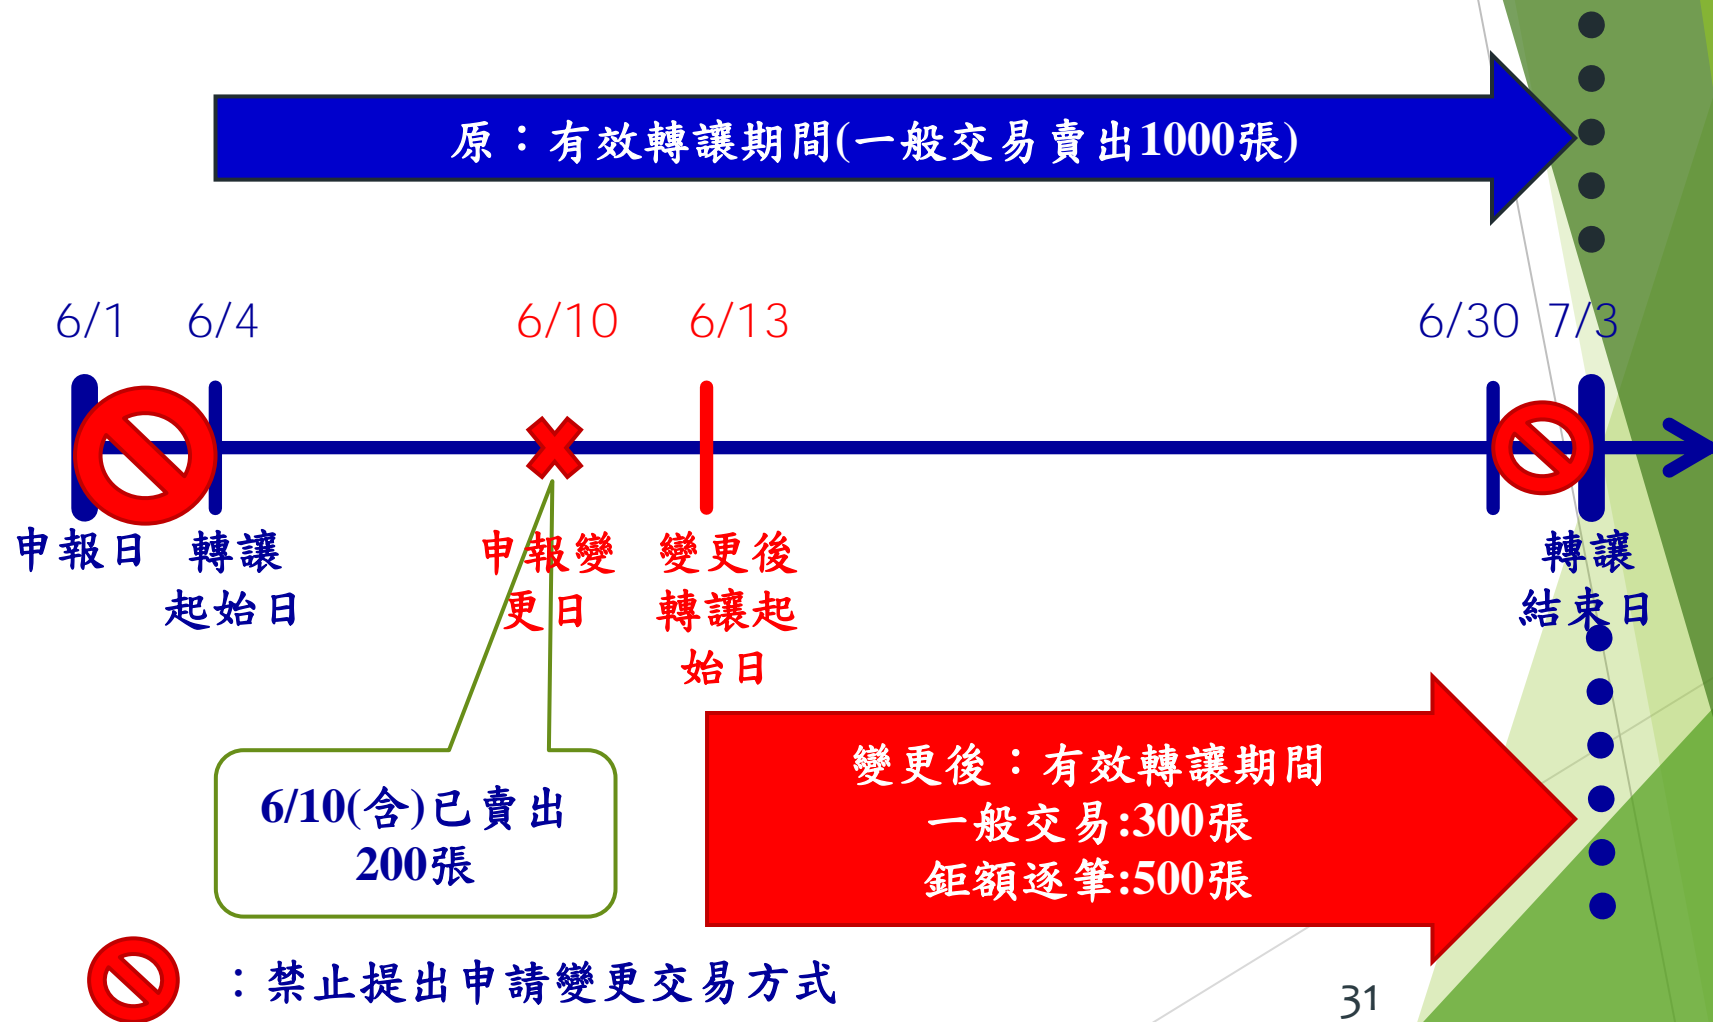 原：有效轉讓期間(一般交易賣出1000張)
6/1 6/4 6/10 6/13 6/30 7/3
申報日
轉讓
起始日
申報變
更日
變更後
轉讓起
始日
轉讓
結束日
6/10(含)已賣出
200張
變更後：有效轉讓期間
一般交易:300張
鉅額逐筆:500張
：禁止提出申請變更交易方式
31